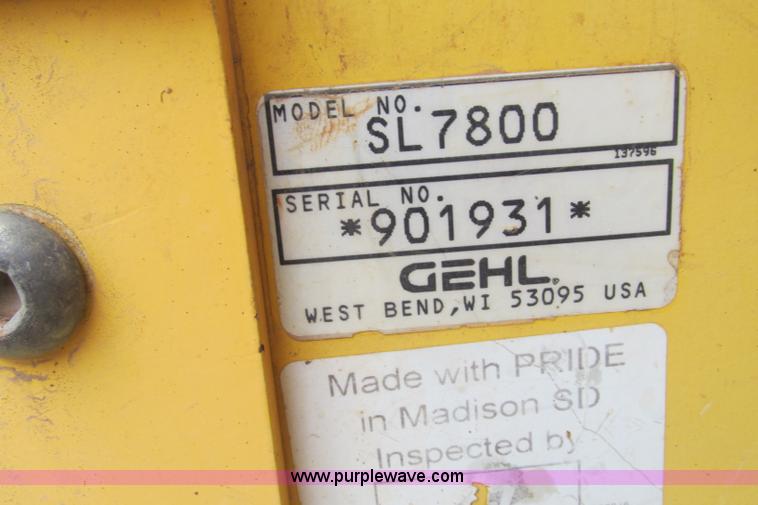 MODEL NO.
SL7800
137596
SERIAL NO.
*901931*
GEHL®
WEST BEND, WI 53095 USA
Made with PRIDE
in Madison SD
Inspected by
www.purplewave.com